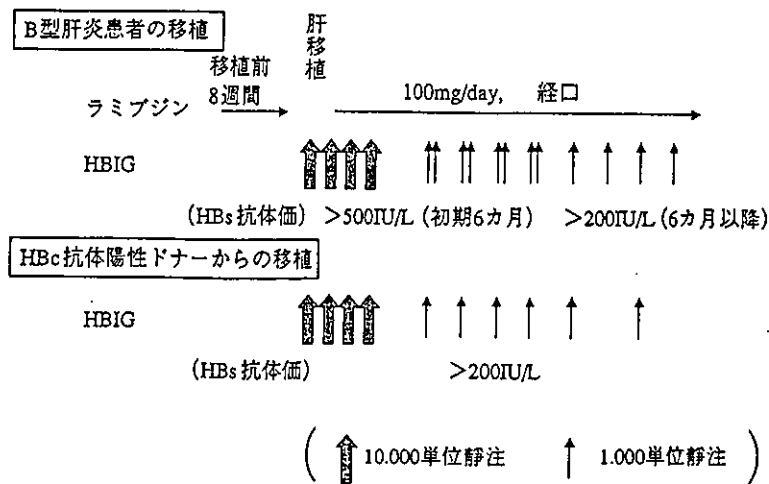 B型肝炎患者の移植
肝移植
移植前
8週間
ラミブジン
100mg/day, 経口
HBIG
(HBs抗体価) >500IU/L (初期6カ月) >200IU/L (6カ月以降)
HBc抗体陽性ドナーからの移植
HBIG
(HBs抗体価) >200IU/L
( 10.000単位静注 1.000単位静注 )